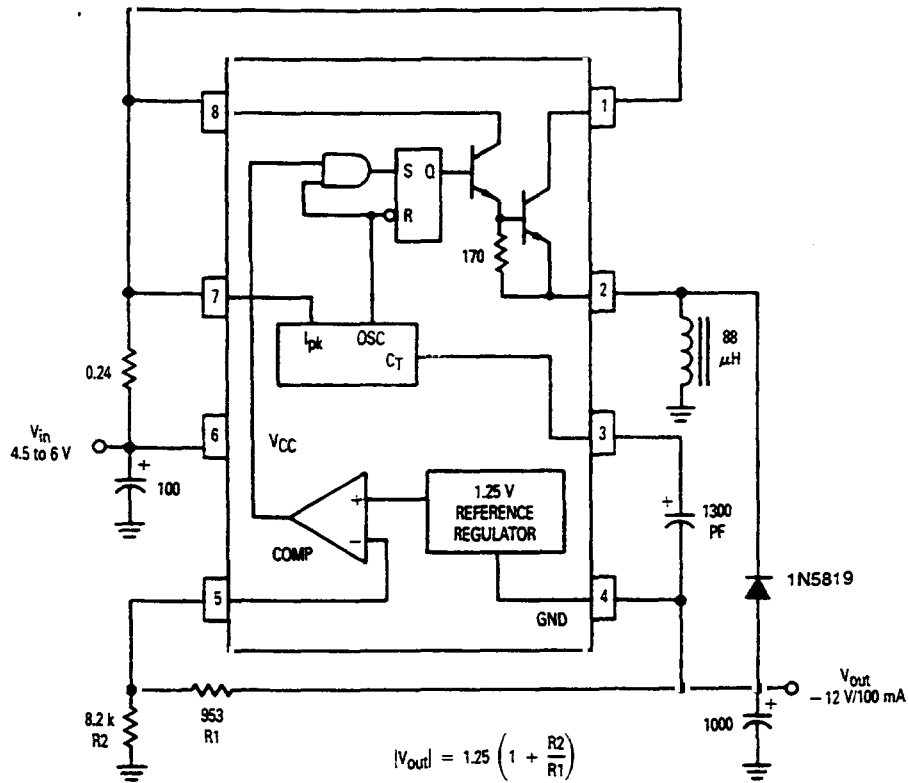 8
1
S Q
R
170
7
2
Ipk OSC
CT
88
μH
0.24
6
3
Vin
4.5 to 6 V
VCC
+
100
1.25 V
REFERENCE
REGULATOR
+
−
COMP
+
1300
PF
1N5819
5
4
GND
Vout
− 12 V/100 mA
953
R1
8.2 k
R2
+
1000
|Vout| = 1.25 (1 + R2/R1)